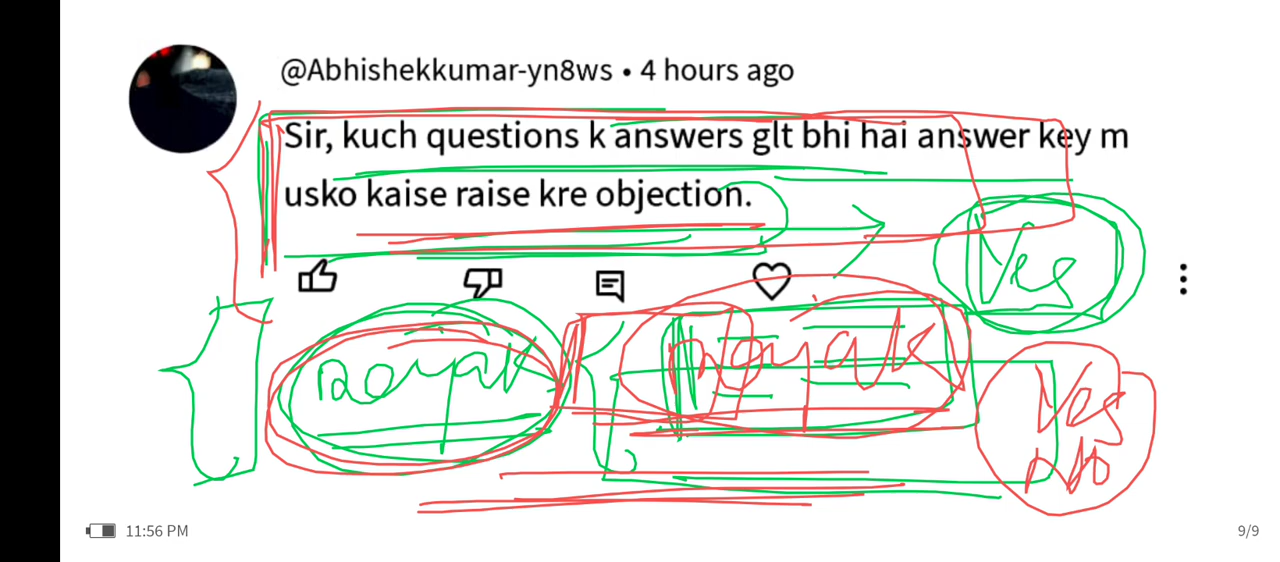 @Abhishekkumar-yn8ws • 4 hours ago
Sir, kuch questions k answers glt bhi hai answer key m
usko kaise raise kre objection.
Yes
Yes
No
11:56 PM
9/9